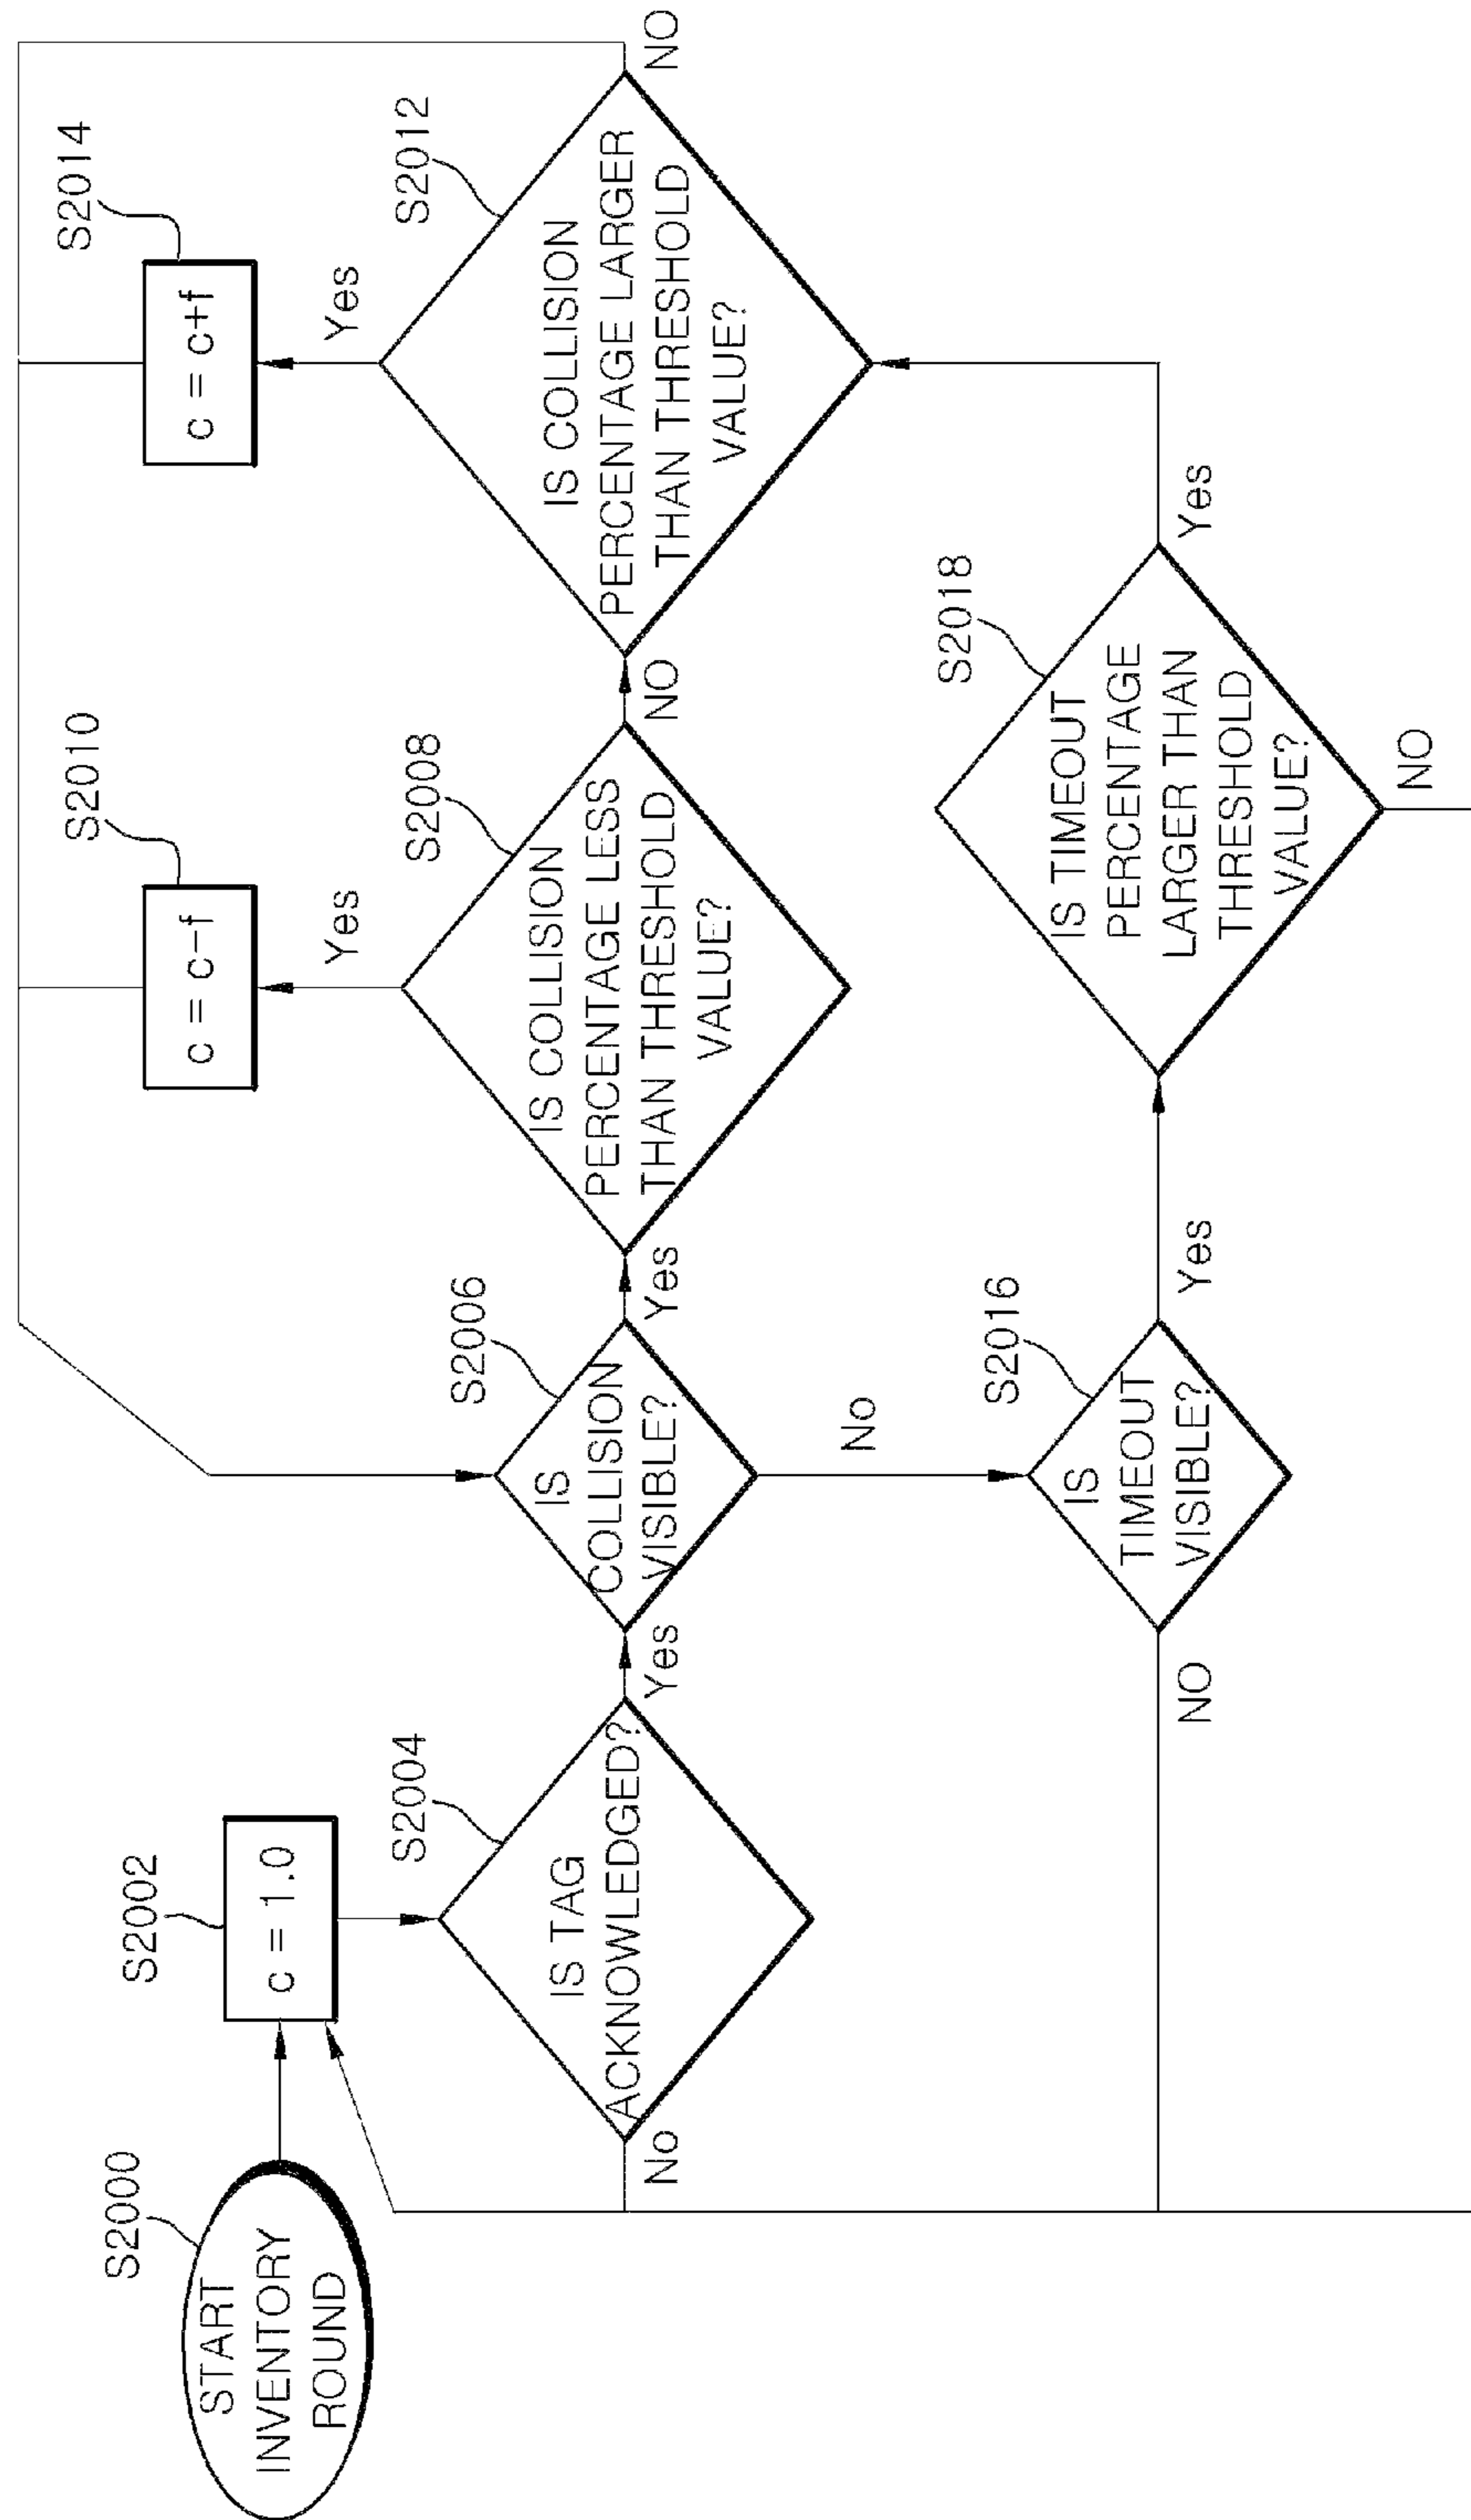 S2000
START
INVENTORY
ROUND
S2002
c = 1.0
S2004
IS TAG
ACKNOWLEDGED?
No
Yes
S2006
IS
COLLISION
VISIBLE?
Yes
No
S2008
IS COLLISION
PERCENTAGE LESS
THAN THRESHOLD
VALUE?
Yes
NO
S2010
c = c-f
S2012
IS COLLISION
PERCENTAGE LARGER
THAN THRESHOLD
VALUE?
Yes
NO
S2014
c = c+f
S2016
IS
TIMEOUT
VISIBLE?
NO
Yes
S2018
IS TIMEOUT
PERCENTAGE
LARGER THAN
THRESHOLD
VALUE?
Yes
NO